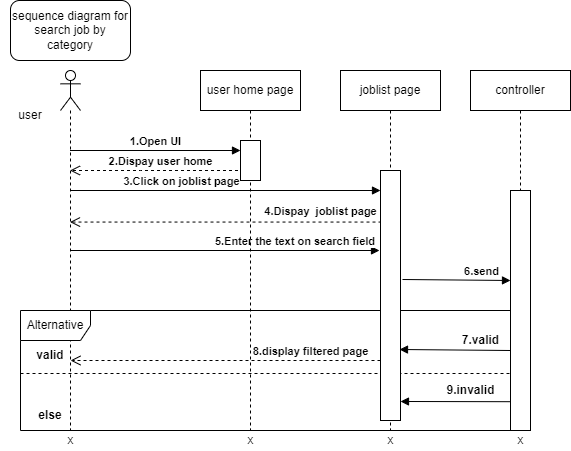 sequence diagram for
search job by
category
user
user home page
joblist page
controller
1.Open UI
2.Dispay user home
3.Click on joblist page
4.Dispay joblist page
5.Enter the text on search field
6.send
Alternative
7.valid
valid
8.display filtered page
9.invalid
else
X
X
X
X